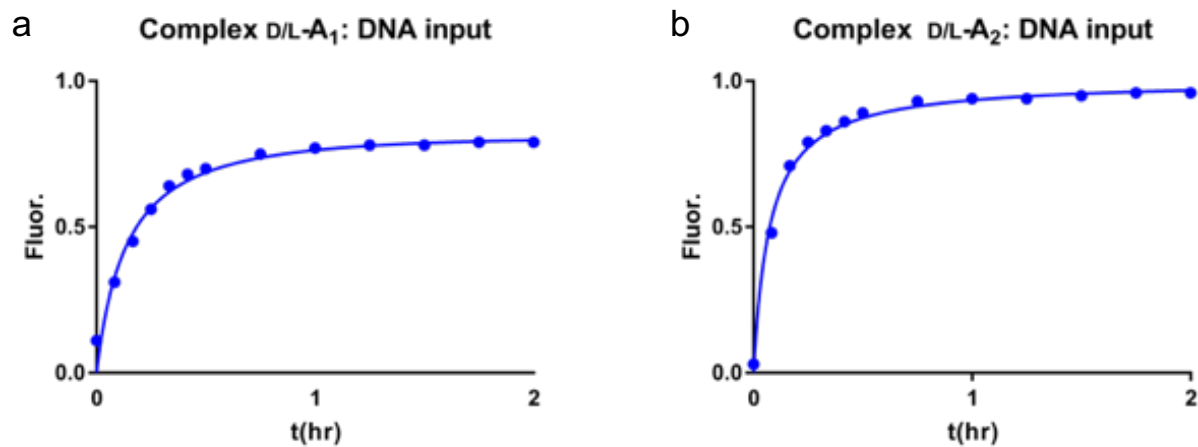 a
Complex D/L-A₁: DNA input
1.0
0.5
0.0
Fluor.
0
1
2
t(hr)
b
Complex D/L-A₂: DNA input
1.0
0.5
0.0
Fluor.
0
1
2
t(hr)